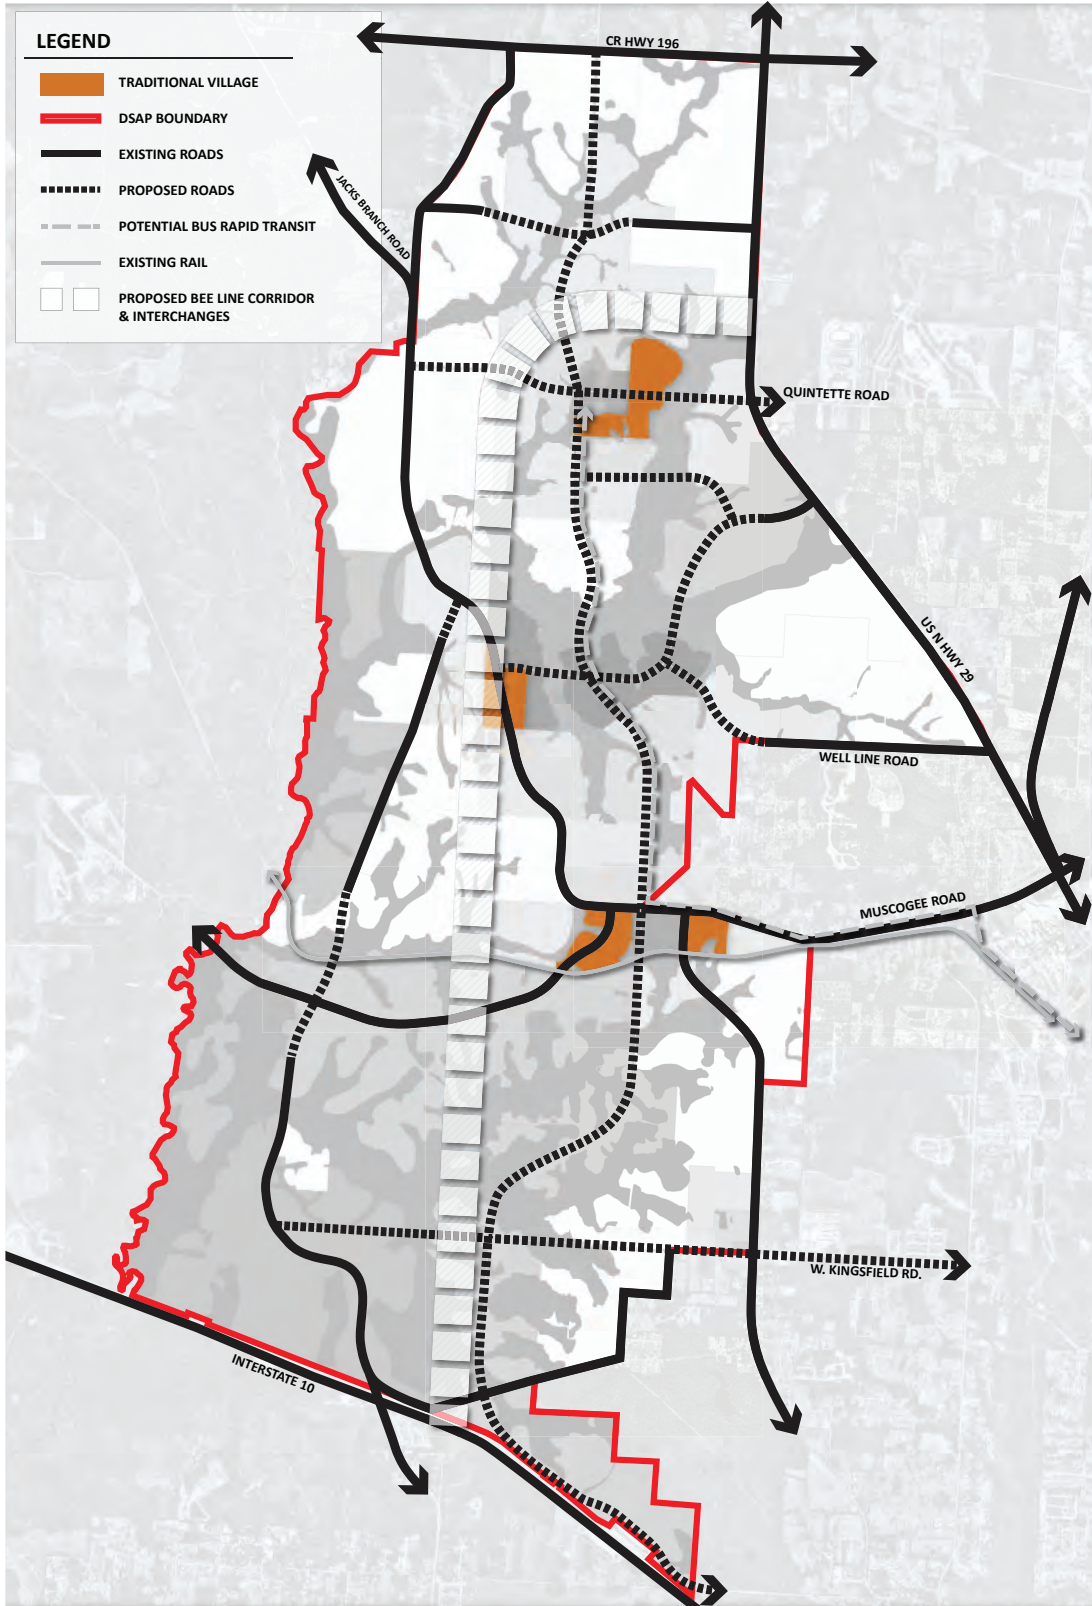 LEGEND
TRADITIONAL VILLAGE
DSAP BOUNDARY
EXISTING ROADS
PROPOSED ROADS
POTENTIAL BUS RAPID TRANSIT
EXISTING RAIL
PROPOSED BEE LINE CORRIDOR
& INTERCHANGES
CR HWY 196
JACKS BRANCH ROAD
QUINTETTE ROAD
US N HWY 29
WELL LINE ROAD
MUSCOGEE ROAD
W. KINGSFIELD RD.
INTERSTATE 10